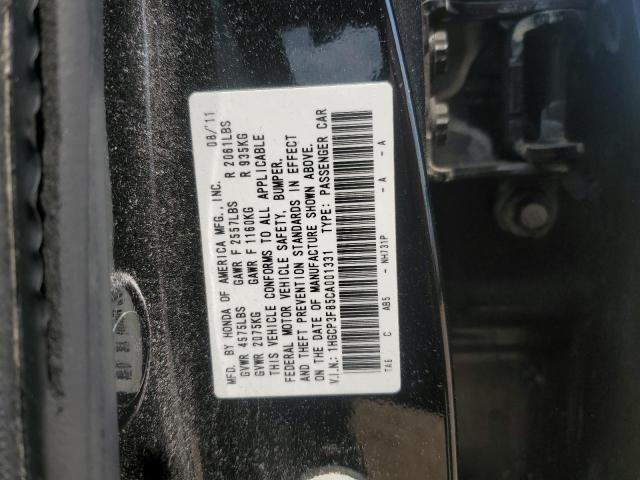 MFD. BY HONDA OF AMERICA MFG., INC. 08/'11
GVWR 4575LBS GAWR F 2557LBS R 2061LBS
GVWR 2075KG GAWR F 1160KG R 935KG
THIS VEHICLE CONFORMS TO ALL APPLICABLE
FEDERAL MOTOR VEHICLE SAFETY, BUMPER,
AND THEFT PREVENTION STANDARDS IN EFFECT
ON THE DATE OF MANUFACTURE SHOWN ABOVE.
V.I.N.: 1HGCP3F85CA001331 TYPE: PASSENGER CAR
TA6 C AB5 - NH731P - A - A